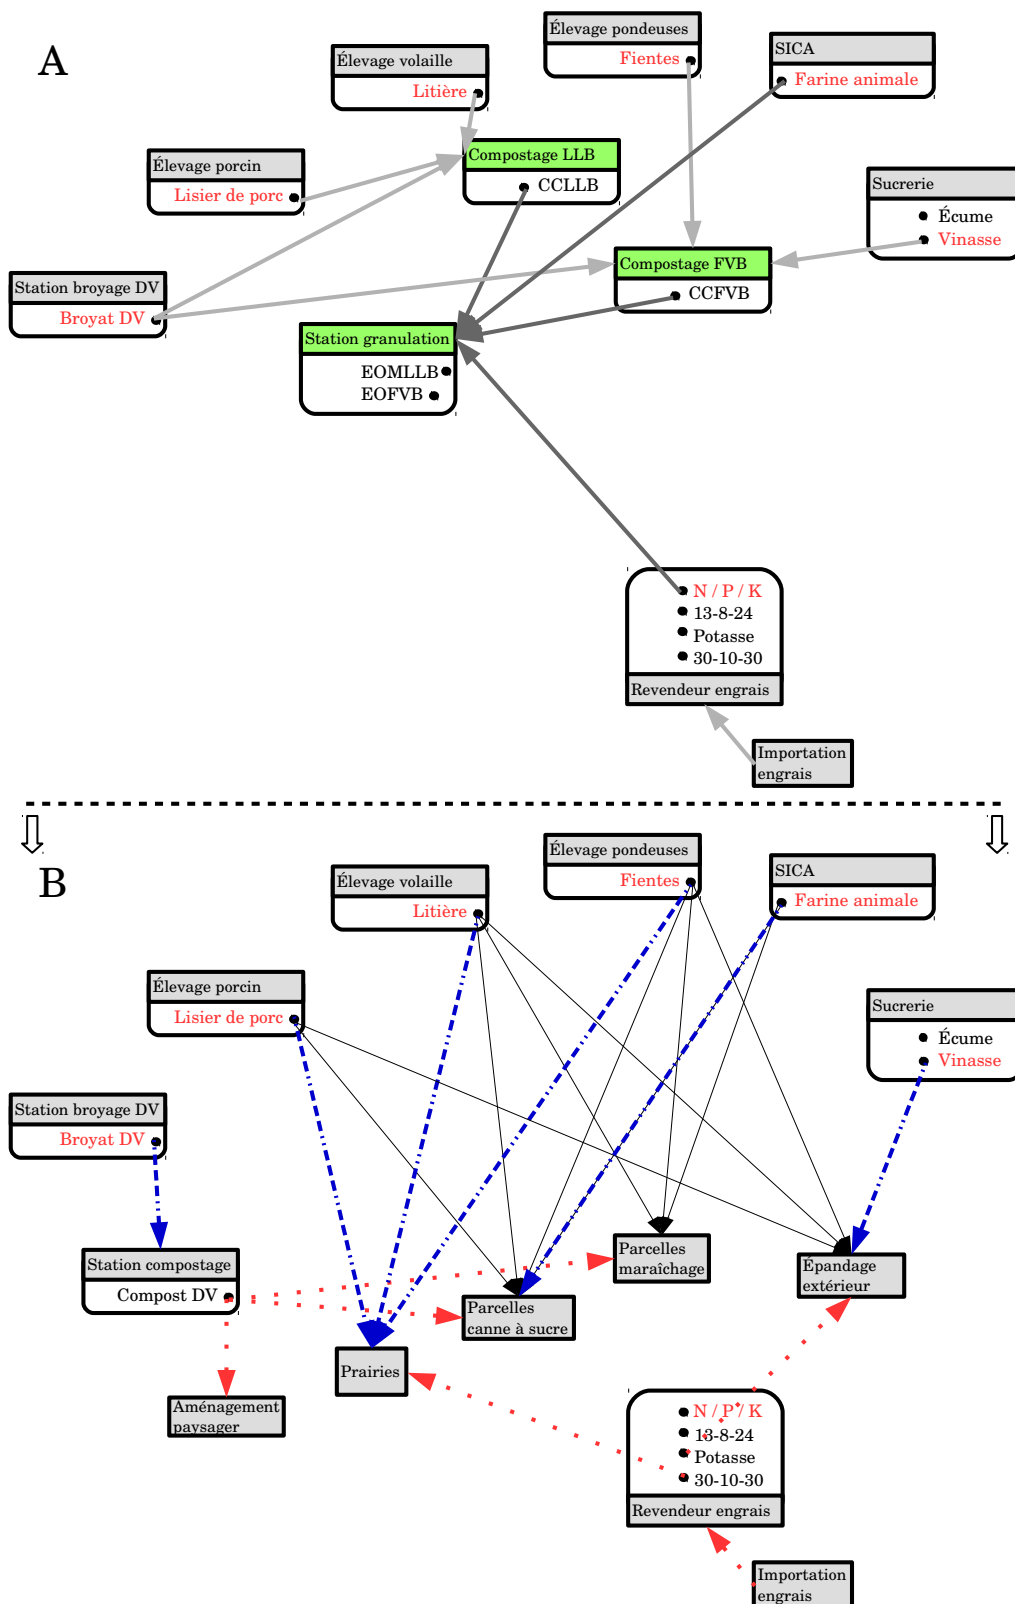 A
Élevage pondeuses
Fientes
SICA
Farine animale
Élevage volaille
Litière
Compostage LLB
CCLLB
Élevage porcin
Lisier de porc
Sucrerie
Écume
Vinasse
Compostage FVB
CCFVB
Station broyage DV
Broyat DV
Station granulation
EOMLLB
EOFVB
N / P / K
13-8-24
Potasse
30-10-30
Revendeur engrais
Importation
engrais
B
Élevage pondeuses
Fientes
SICA
Farine animale
Élevage volaille
Litière
Élevage porcin
Lisier de porc
Sucrerie
Écume
Vinasse
Station broyage DV
Broyat DV
Station compostage
Compost DV
Parcelles
maraîchage
Épandage
extérieur
Parcelles
canne à sucre
Prairies
Aménagement
paysager
N / P / K
13-8-24
Potasse
30-10-30
Revendeur engrais
Importation
engrais